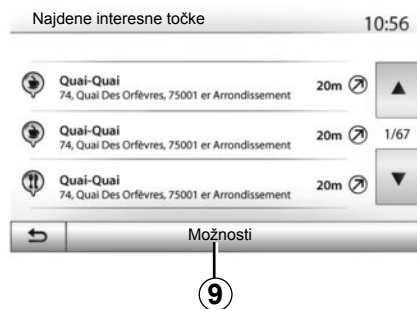 Najdene interesne točke 10:56
Quai-Quai
74, Quai Des Orfèvres, 75001 er Arrondissement
20m
Quai-Quai
74, Quai Des Orfèvres, 75001 er Arrondissement
20m 1/67
Quai-Quai
74, Quai Des Orfèvres, 75001 er Arrondissement
20m
Možnosti
9